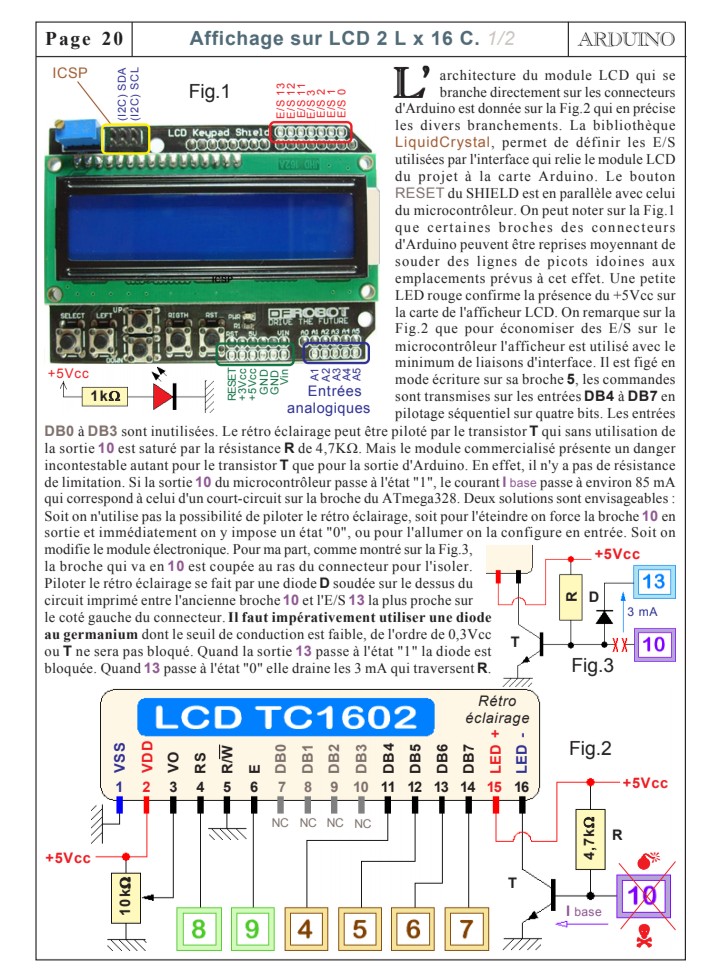 Page 20
Affichage sur LCD 2 L x 16 C. 1/2
ARDUINO
ICSP
(I2C) SDA
(I2C) SCL
Fig.1
E/S 13
E/S 12
E/S 11
E/S 3
E/S 2
E/S 1
E/S 0
LCD Keypad Shield
ICSP
SELECT
LEFT
UP
DOWN
RIGTH
RST
PWR
DFROBOT
DRIVE THE FUTURE
VIN
A0 A1 A2 A3 A4 A5
+5Vcc
1kΩ
RESET
+3Vcc
+5Vcc
GND
GND
Vin
A1
A2
A3
A4
A5
Entrées
analogiques
L' architecture du module LCD qui se
branche directement sur les connecteurs
d'Arduino est donnée sur la Fig.2 qui en précise
les divers branchements. La bibliothèque
LiquidCrystal, permet de définir les E/S
utilisées par l'interface qui relie le module LCD
du projet à la carte Arduino. Le bouton
RESET du SHIELD est en parallèle avec celui
du microcontrôleur. On peut noter sur la Fig.1
que certaines broches des connecteurs
d'Arduino peuvent être reprises moyennant de
souder des lignes de picots idoines aux
emplacements prévus à cet effet. Une petite
LED rouge confirme la présence du +5Vcc sur
la carte de l'afficheur LCD. On remarque sur la
Fig.2 que pour économiser des E/S sur le
microcontrôleur l'afficheur est utilisé avec le
minimum de liaisons d'interface. Il est figé en
mode écriture sur sa broche 5, les commandes
sont transmises sur les entrées DB4 à DB7 en
pilotage séquentiel sur quatre bits. Les entrées
DB0 à DB3 sont inutilisées. Le rétro éclairage peut être piloté par le transistor T qui sans utilisation de
la sortie 10 est saturé par la résistance R de 4,7KΩ. Mais le module commercialisé présente un danger
incontestable autant pour le transistor T que pour la sortie d'Arduino. En effet, il n'y a pas de résistance
de limitation. Si la sortie 10 du microcontrôleur passe à l'état "1", le courant I base passe à environ 85 mA
qui correspond à celui d'un court-circuit sur la broche du ATmega328. Deux solutions sont envisageables :
Soit on n'utilise pas la possibilité de piloter le rétro éclairage, soit pour l'éteindre on force la broche 10 en
sortie et immédiatement on y impose un état "0", ou pour l'allumer on la configure en entrée. Soit on
modifie le module électronique. Pour ma part, comme montré sur la Fig.3,
la broche qui va en 10 est coupée au ras du connecteur pour l'isoler.
Piloter le rétro éclairage se fait par une diode D soudée sur le dessus du
circuit imprimé entre l'ancienne broche 10 et l'E/S 13 la plus proche sur
le coté gauche du connecteur. Il faut impérativement utiliser une diode
au germanium dont le seuil de conduction est faible, de l'ordre de 0,3Vcc
ou T ne sera pas bloqué. Quand la sortie 13 passe à l'état "1" la diode est
bloquée. Quand 13 passe à l'état "0" elle draine les 3 mA qui traversent R.
+5Vcc
R
D
13
3 mA
T
10
Fig.3
LCD TC1602
Rétro
éclairage
VSS
VDD
VO
RS
R/W
E
DB0
DB1
DB2
DB3
DB4
DB5
DB6
DB7
LED +
LED -
1 2 3 4 5 6 7 8 9 10 11 12 13 14 15 16
NC NC NC NC
Fig.2
+5Vcc
4,7kΩ
R
+5Vcc
10kΩ
T
I base
10
8
9
4
5
6
7